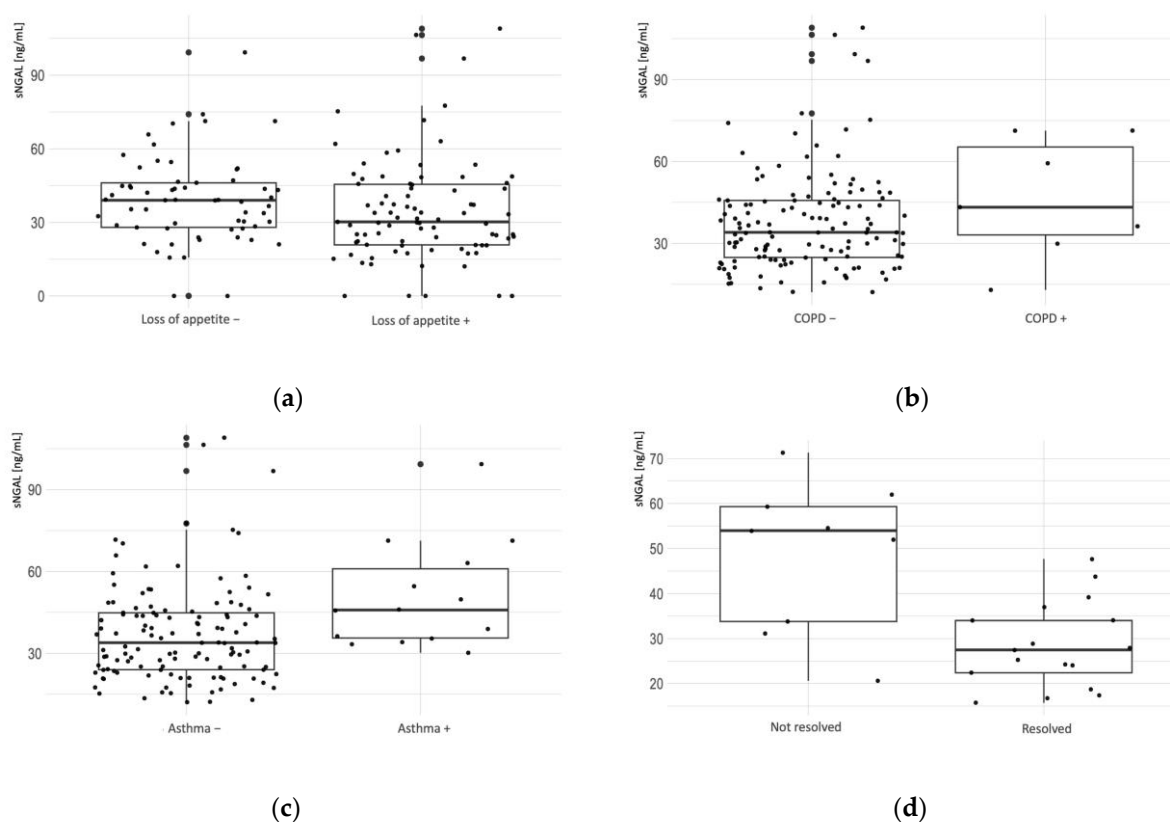 sNGAL [ng/mL]
90
60
30
0
Loss of appetite −
Loss of appetite +
(a)
sNGAL [ng/mL]
90
60
30
COPD −
COPD +
(b)
sNGAL [ng/mL]
90
60
30
Asthma −
Asthma +
(c)
sNGAL [ng/mL]
70
60
50
40
30
20
Not resolved
Resolved
(d)